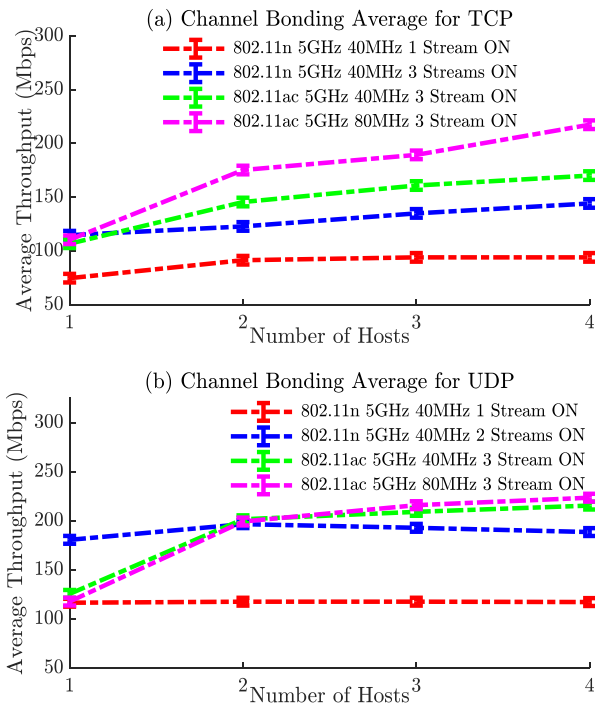 (a) Channel Bonding Average for TCP
802.11n 5GHz 40MHz 1 Stream ON
802.11n 5GHz 40MHz 3 Streams ON
802.11ac 5GHz 40MHz 3 Stream ON
802.11ac 5GHz 80MHz 3 Stream ON
Average Throughput (Mbps)
300
250
200
150
100
50
1
2
3
4
Number of Hosts
(b) Channel Bonding Average for UDP
802.11n 5GHz 40MHz 1 Stream ON
802.11n 5GHz 40MHz 2 Streams ON
802.11ac 5GHz 40MHz 3 Stream ON
802.11ac 5GHz 80MHz 3 Stream ON
Average Throughput (Mbps)
300
250
200
150
100
50
1
2
3
4
Number of Hosts